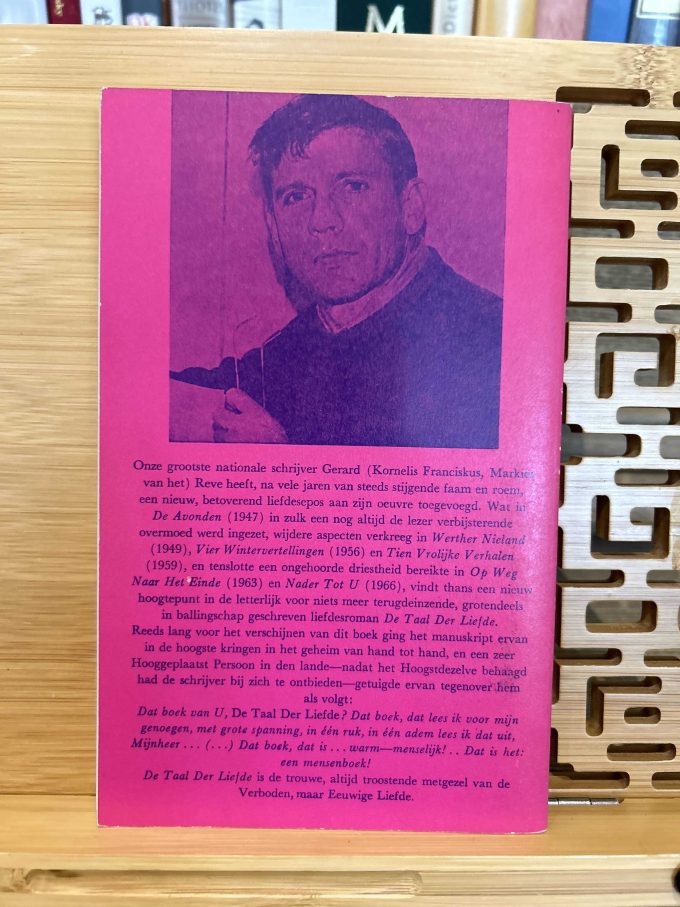 M
Onze grootste nationale schrijver Gerard (Kornelis Franciskus, Markies
van het) Reve heeft, na vele jaren van steeds stijgende faam en roem,
een nieuw, betoverend liefdesepos aan zijn oeuvre toegevoegd. Wat in
De Avonden (1947) in zulk een nog altijd de lezer verbijsterende
overmoed werd ingezet, wijdere aspecten verkreeg in Werther Nieland
(1949), Vier Wintervertellingen (1956) en Tien Vrolijke Verhalen
(1959), en tenslotte een ongehoorde driestheid bereikte in Op Weg
Naar Het Einde (1963) en Nader Tot U (1966), vindt thans een nieuw
hoogtepunt in de letterlijk voor niets meer terugdeinzende, grotendeels
in ballingschap geschreven liefdesroman De Taal Der Liefde.
Reeds lang voor het verschijnen van dit boek ging het manuskript ervan
in de hoogste kringen in het geheim van hand tot hand, en een zeer
Hooggeplaatst Persoon in den lande—nadat het Hoogstdezelve behaagd
had de schrijver bij zich te ontbieden—getuigde ervan tegenover hem
als volgt:
Dat boek van U, De Taal Der Liefde? Dat boek, dat lees ik voor mijn
genoegen, met grote spanning, in één ruk, in één adem lees ik dat uit,
Mijnheer . . . (. . .) Dat boek, dat is . . . warm—menselijk! . . Dat is het:
een mensenboek!
De Taal Der Liefde is de trouwe, altijd troostende metgezel van de
Verboden, maar Eeuwige Liefde.